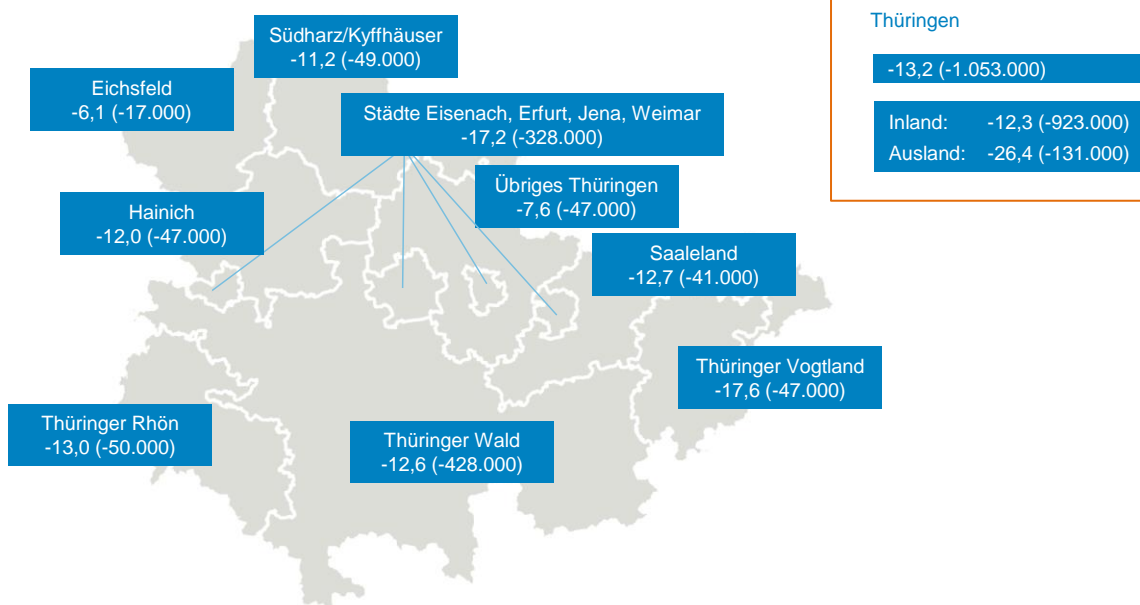 Thüringen
-13,2 (-1.053.000)
Inland: -12,3 (-923.000)
Ausland: -26,4 (-131.000)
Südharz/Kyffhäuser
-11,2 (-49.000)
Eichsfeld
-6,1 (-17.000)
Städte Eisenach, Erfurt, Jena, Weimar
-17,2 (-328.000)
Übriges Thüringen
-7,6 (-47.000)
Hainich
-12,0 (-47.000)
Saaleland
-12,7 (-41.000)
Thüringer Vogtland
-17,6 (-47.000)
Thüringer Rhön
-13,0 (-50.000)
Thüringer Wald
-12,6 (-428.000)